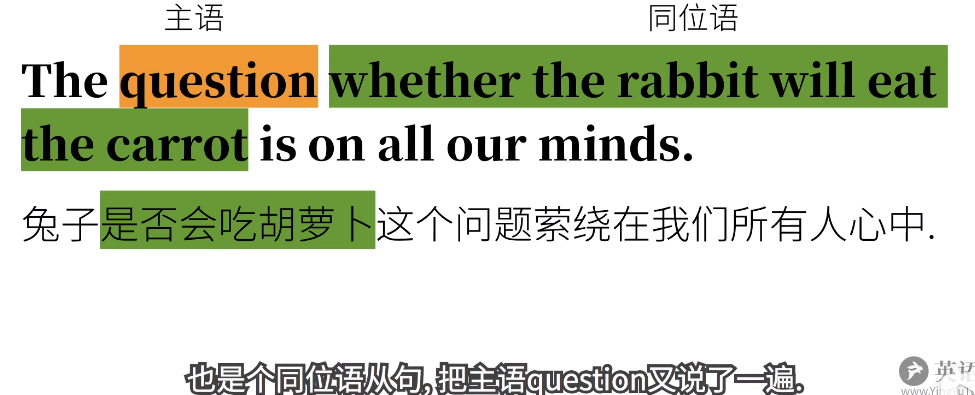 主语 同位语
The question whether the rabbit will eat
the carrot is on all our minds.
兔子是否会吃胡萝卜这个问题萦绕在我们所有人心中.
也是个同位语从句, 把主语question又说了一遍.
英语